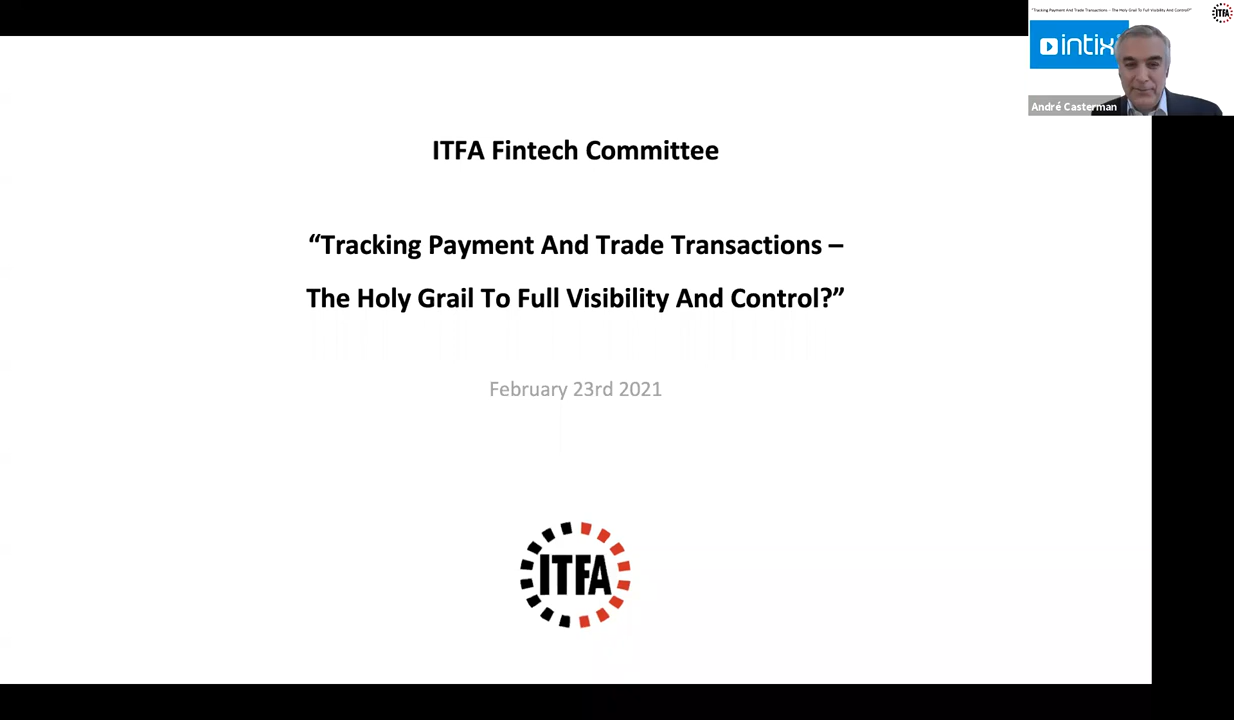 "Tracking Payment And Trade Transactions – The Holy Grail To Full Visibility And Control?"
ITFA
intix
André Casterman
ITFA Fintech Committee
“Tracking Payment And Trade Transactions –
The Holy Grail To Full Visibility And Control?”
February 23rd 2021
ITFA